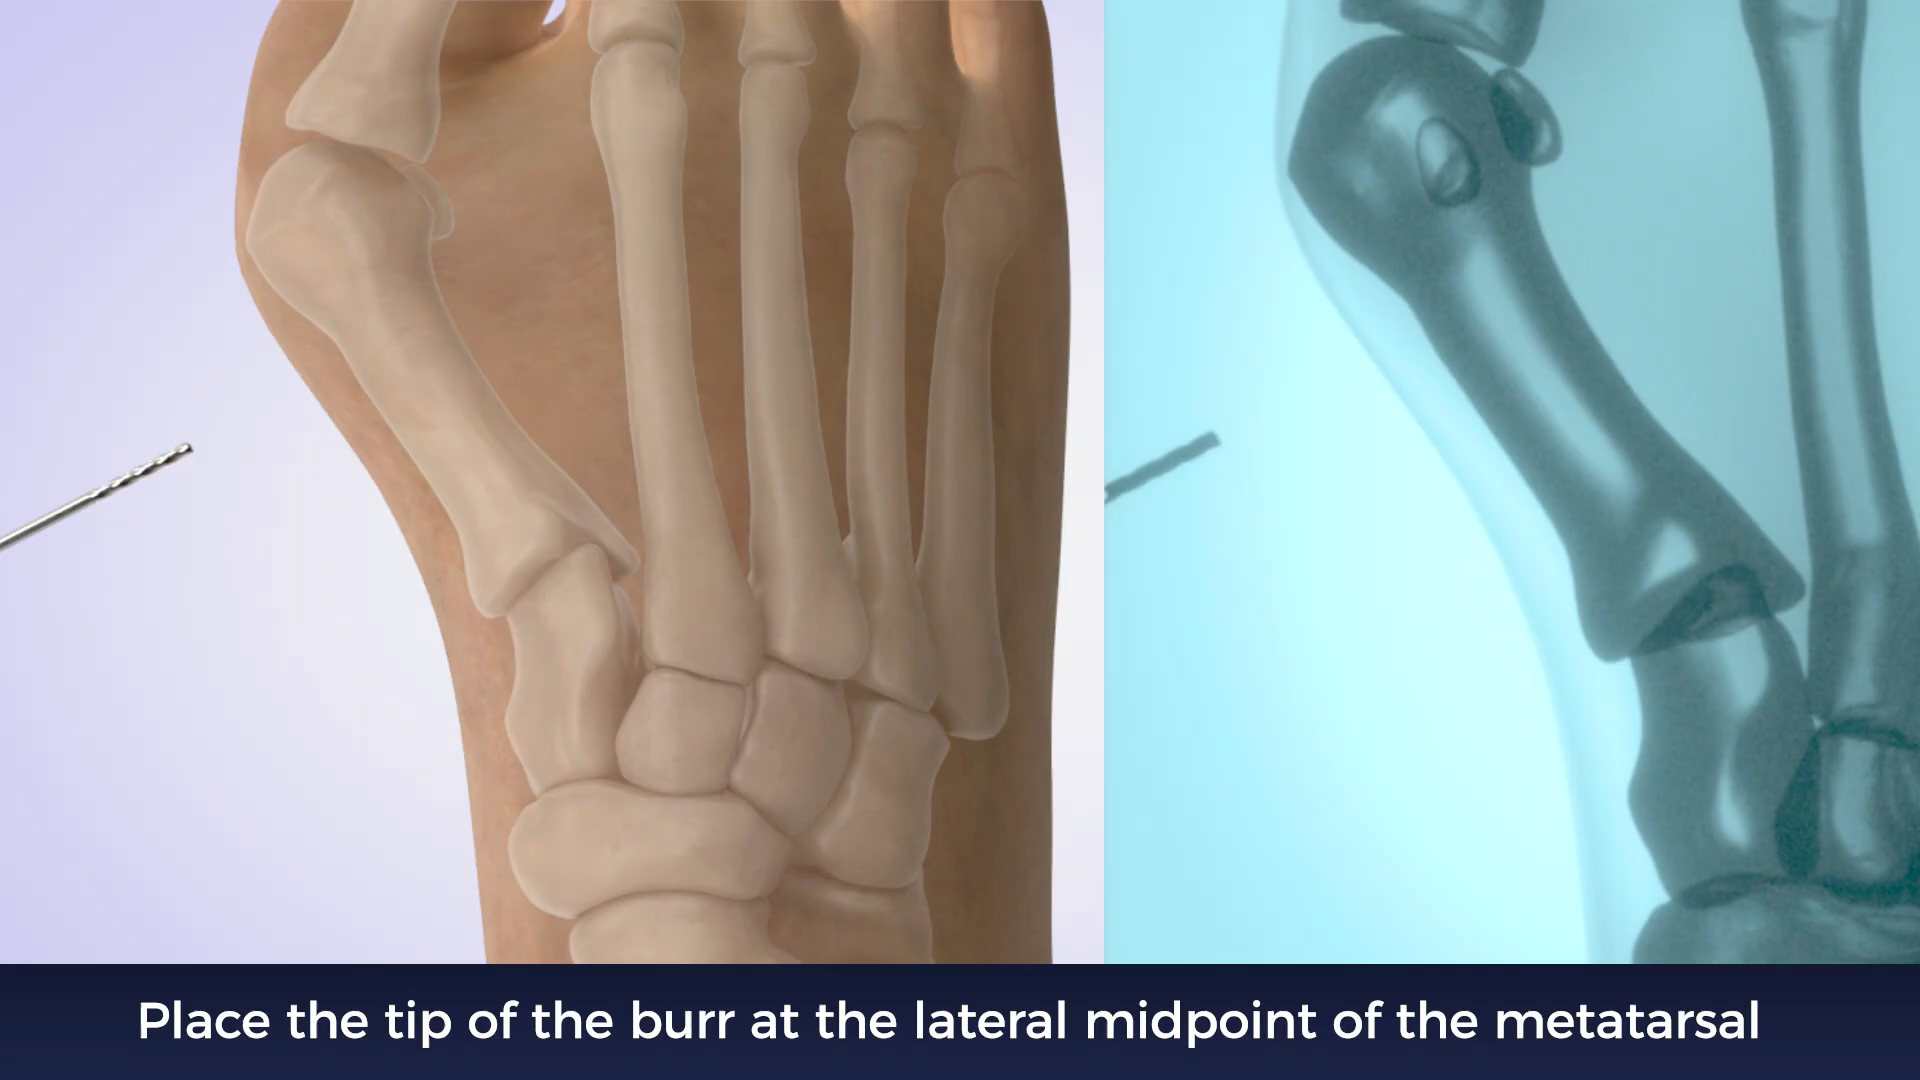 Place the tip of the burr at the lateral midpoint of the metatarsal